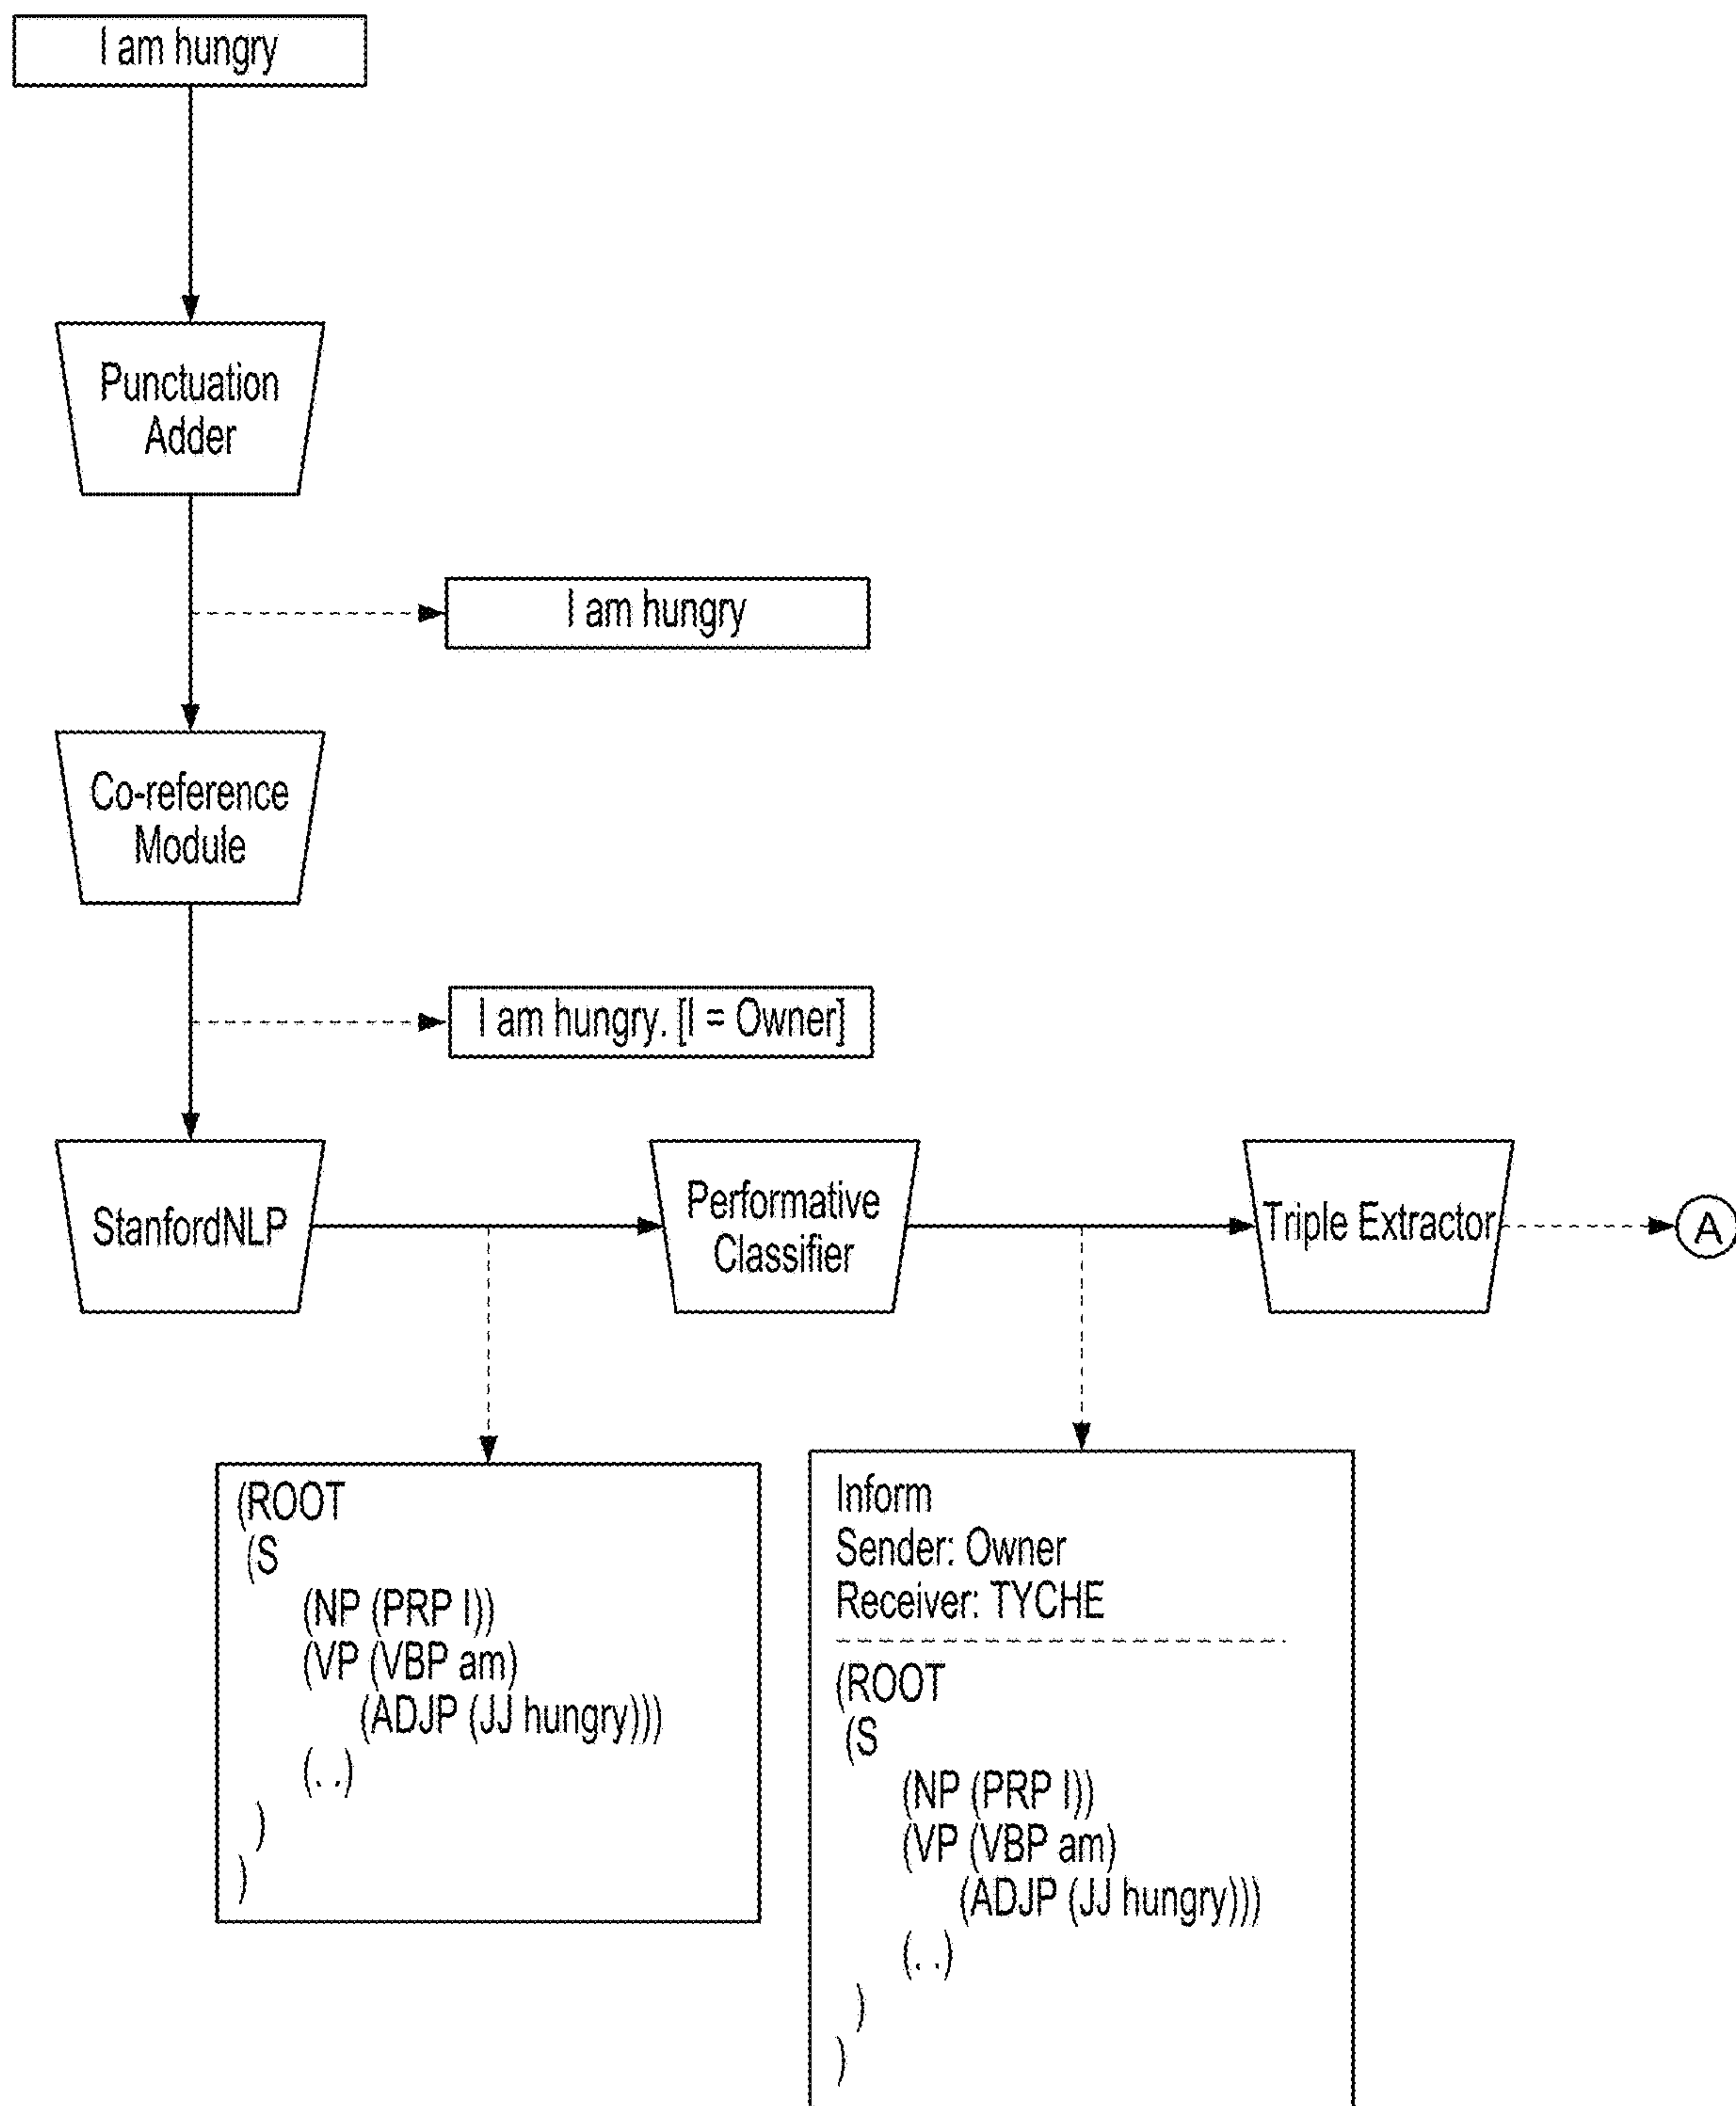 I am hungry
Punctuation
Adder
I am hungry
Co-reference
Module
I am hungry. [I = Owner]
StanfordNLP
Performative
Classifier
Triple Extractor
A
(ROOT
(S
(NP (PRP I))
(VP (VBP am)
(ADJP (JJ hungry)))
(. .)
)
)
Inform
Sender: Owner
Receiver: TYCHE
(ROOT
(S
(NP (PRP I))
(VP (VBP am)
(ADJP (JJ hungry)))
(. .)
)
)